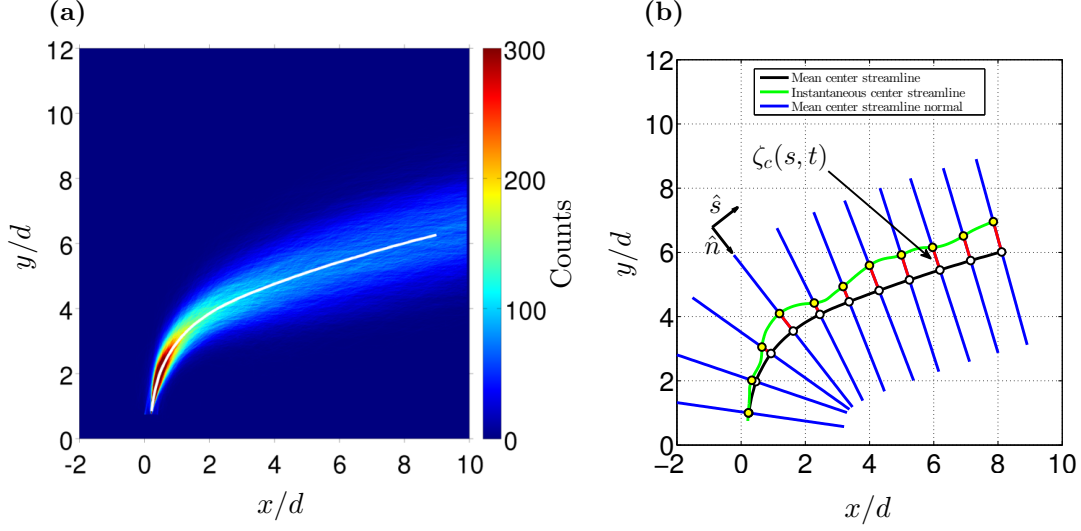 (a)
12
10
8
6
4
2
0
-2
0
2
4
6
8
10
y/d
x/d
300
200
100
0
Counts
(b)
12
10
8
6
4
2
0
−2
0
2
4
6
8
10
y/d
x/d
Mean center streamline
Instantaneous center streamline
Mean center streamline normal
ζc(s, t)
ŝ
n̂